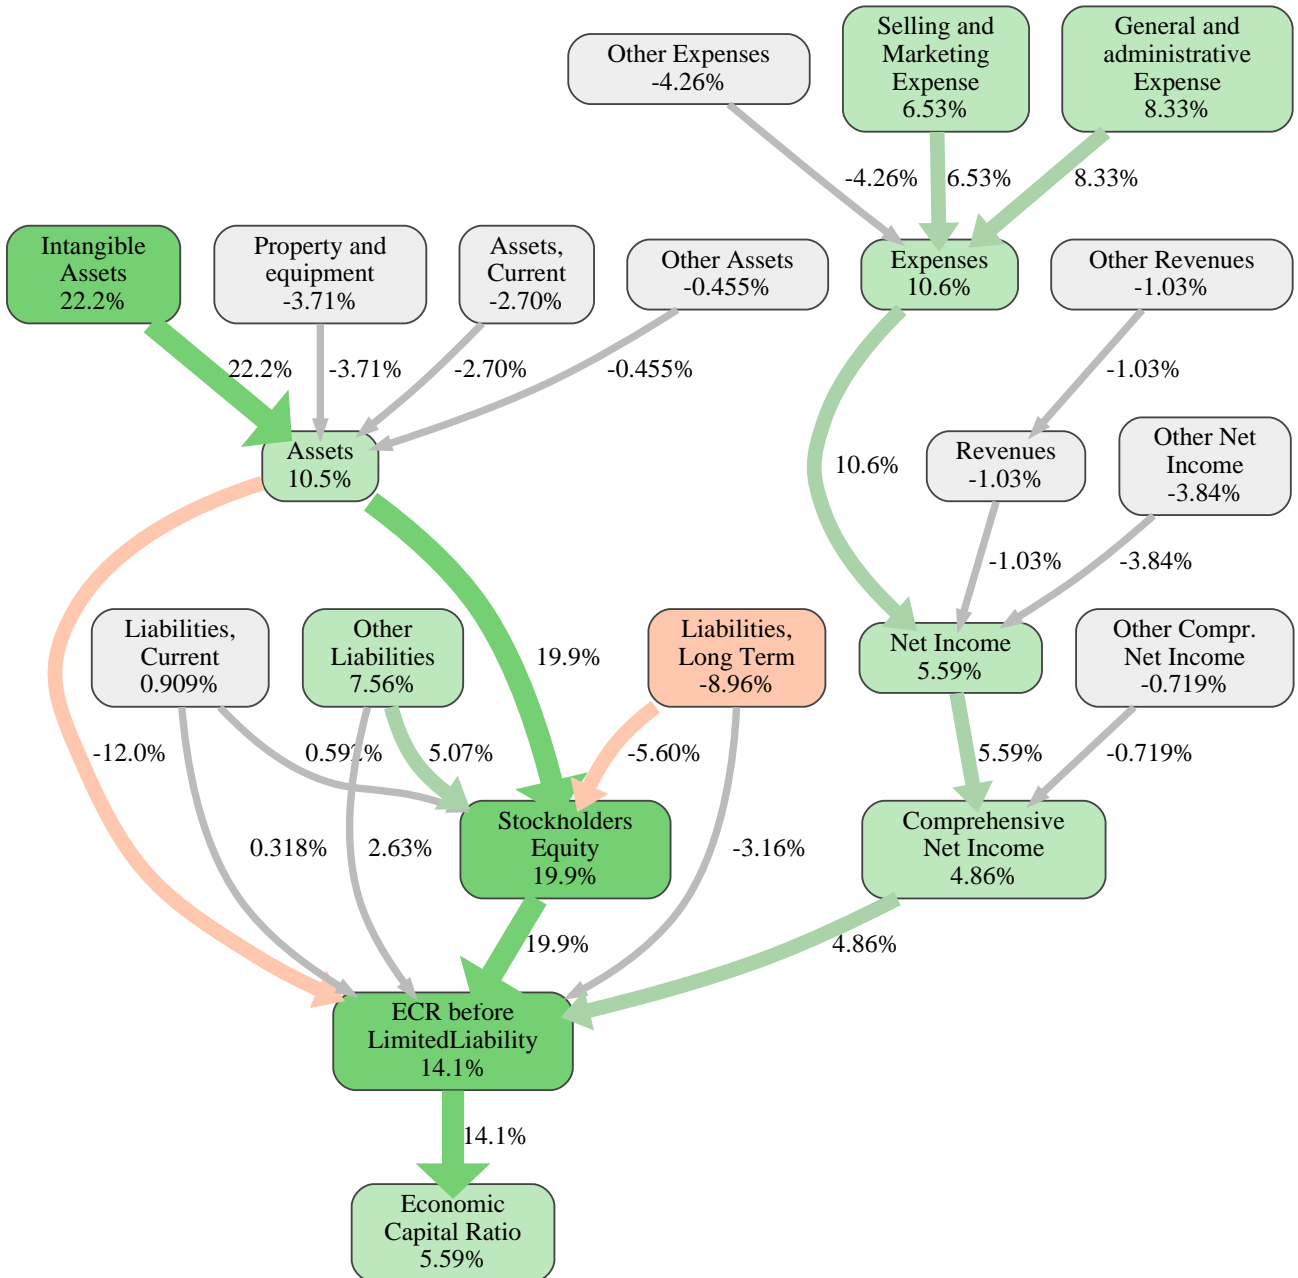 Other Expenses
-4.26%
Selling and
Marketing
Expense
6.53%
General and
administrative
Expense
8.33%
-4.26%
6.53%
8.33%
Intangible
Assets
22.2%
Property and
equipment
-3.71%
Assets,
Current
-2.70%
Other Assets
-0.455%
Expenses
10.6%
Other Revenues
-1.03%
22.2%
-3.71%
-2.70%
-0.455%
-1.03%
Assets
10.5%
10.6%
Revenues
-1.03%
Other Net
Income
-3.84%
-1.03%
-3.84%
Liabilities,
Current
0.909%
Other
Liabilities
7.56%
19.9%
Liabilities,
Long Term
-8.96%
Net Income
5.59%
Other Compr.
Net Income
-0.719%
-12.0%
0.592%
5.07%
-5.60%
5.59%
-0.719%
0.318%
2.63%
Stockholders
Equity
19.9%
-3.16%
Comprehensive
Net Income
4.86%
19.9%
4.86%
ECR before
LimitedLiability
14.1%
14.1%
Economic
Capital Ratio
5.59%